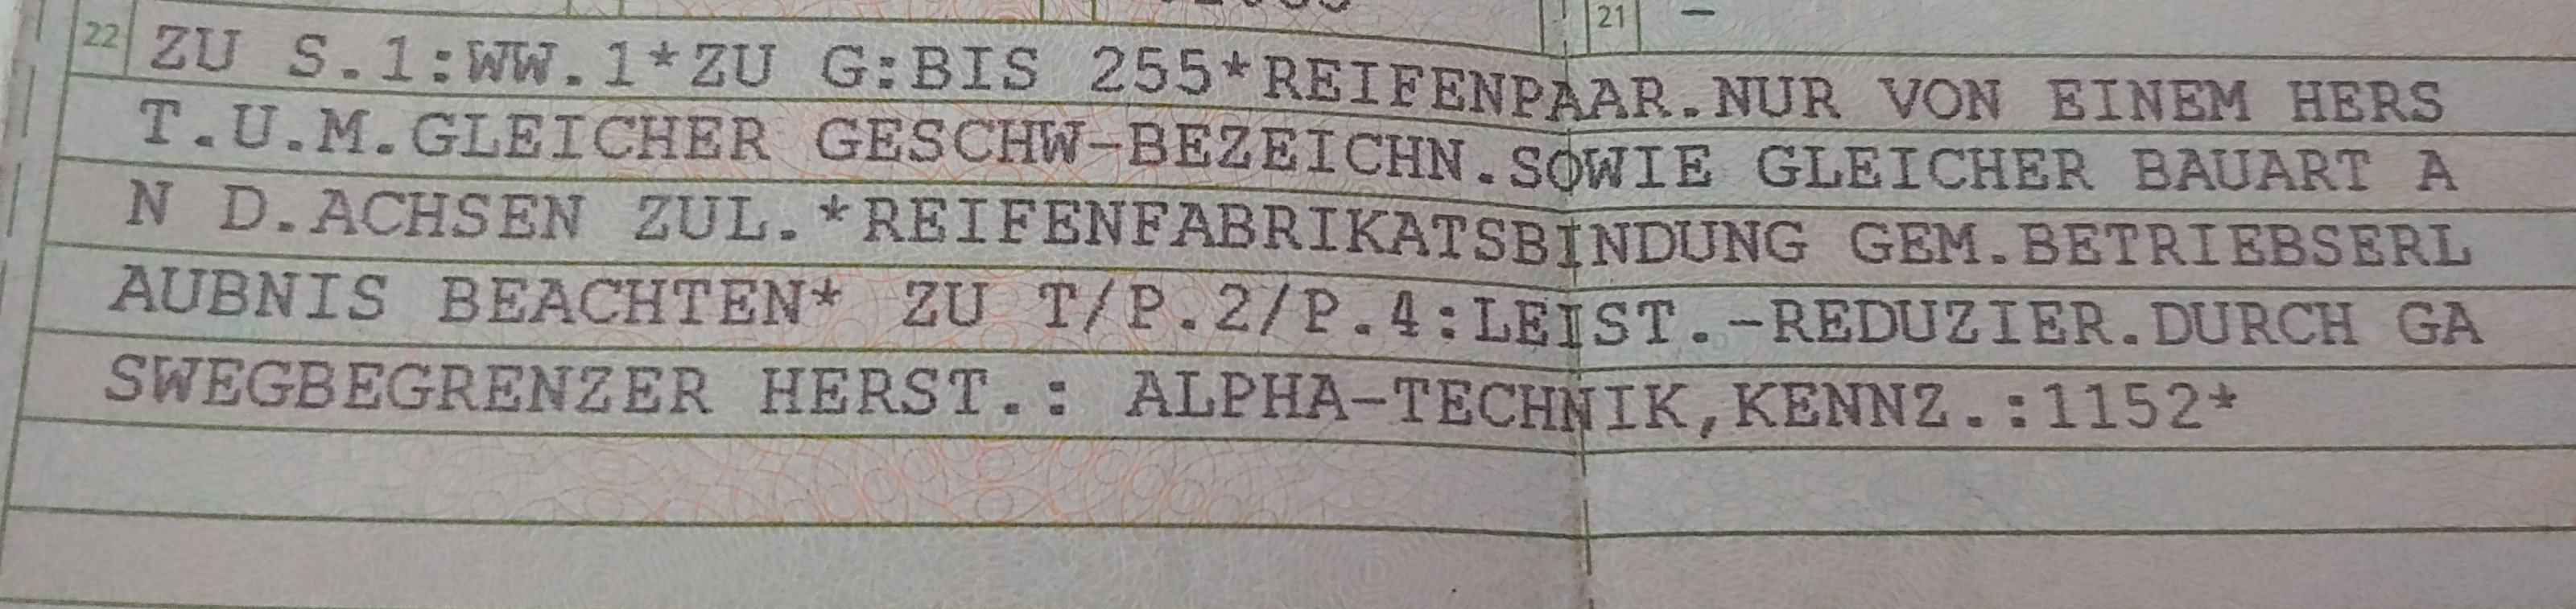 21 –
22 ZU S.1:WW.1*ZU G:BIS 255*REIFENPAAR.NUR VON EINEM HERS
T.U.M.GLEICHER GESCHW-BEZEICHN.SOWIE GLEICHER BAUART A
N D.ACHSEN ZUL.*REIFENFABRIKATSBINDUNG GEM.BETRIEBSERL
AUBNIS BEACHTEN* ZU T/P.2/P.4:LEIST.-REDUZIER.DURCH GA
SWEGBEGRENZER HERST.: ALPHA-TECHNIK,KENNZ.:1152*